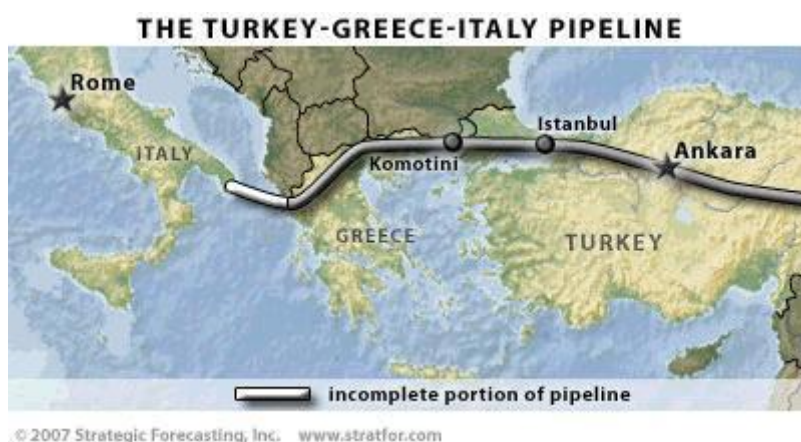 THE TURKEY-GREECE-ITALY PIPELINE
Rome
ITALY
Istanbul
Komotini
Ankara
GREECE
TURKEY
incomplete portion of pipeline
© 2007 Strategic Forecasting, Inc. www.stratfor.com